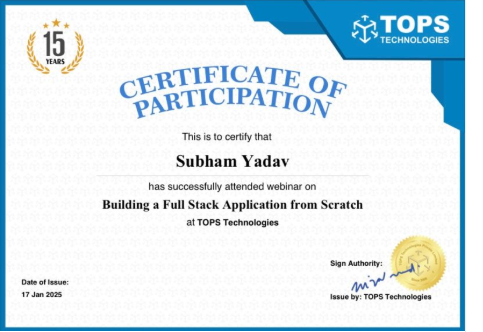 15
YEARS
TOPS
TECHNOLOGIES
CERTIFICATE OF
PARTICIPATION
This is to certify that
Subham Yadav
has successfully attended webinar on
Building a Full Stack Application from Scratch
at TOPS Technologies
Date of Issue:
17 Jan 2025
Sign Authority:
Issue by: TOPS Technologies